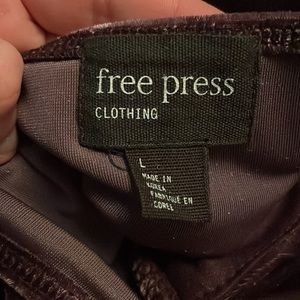 free press
CLOTHING
L
MADE IN
KOREA
FABRIQUE EN
COREE